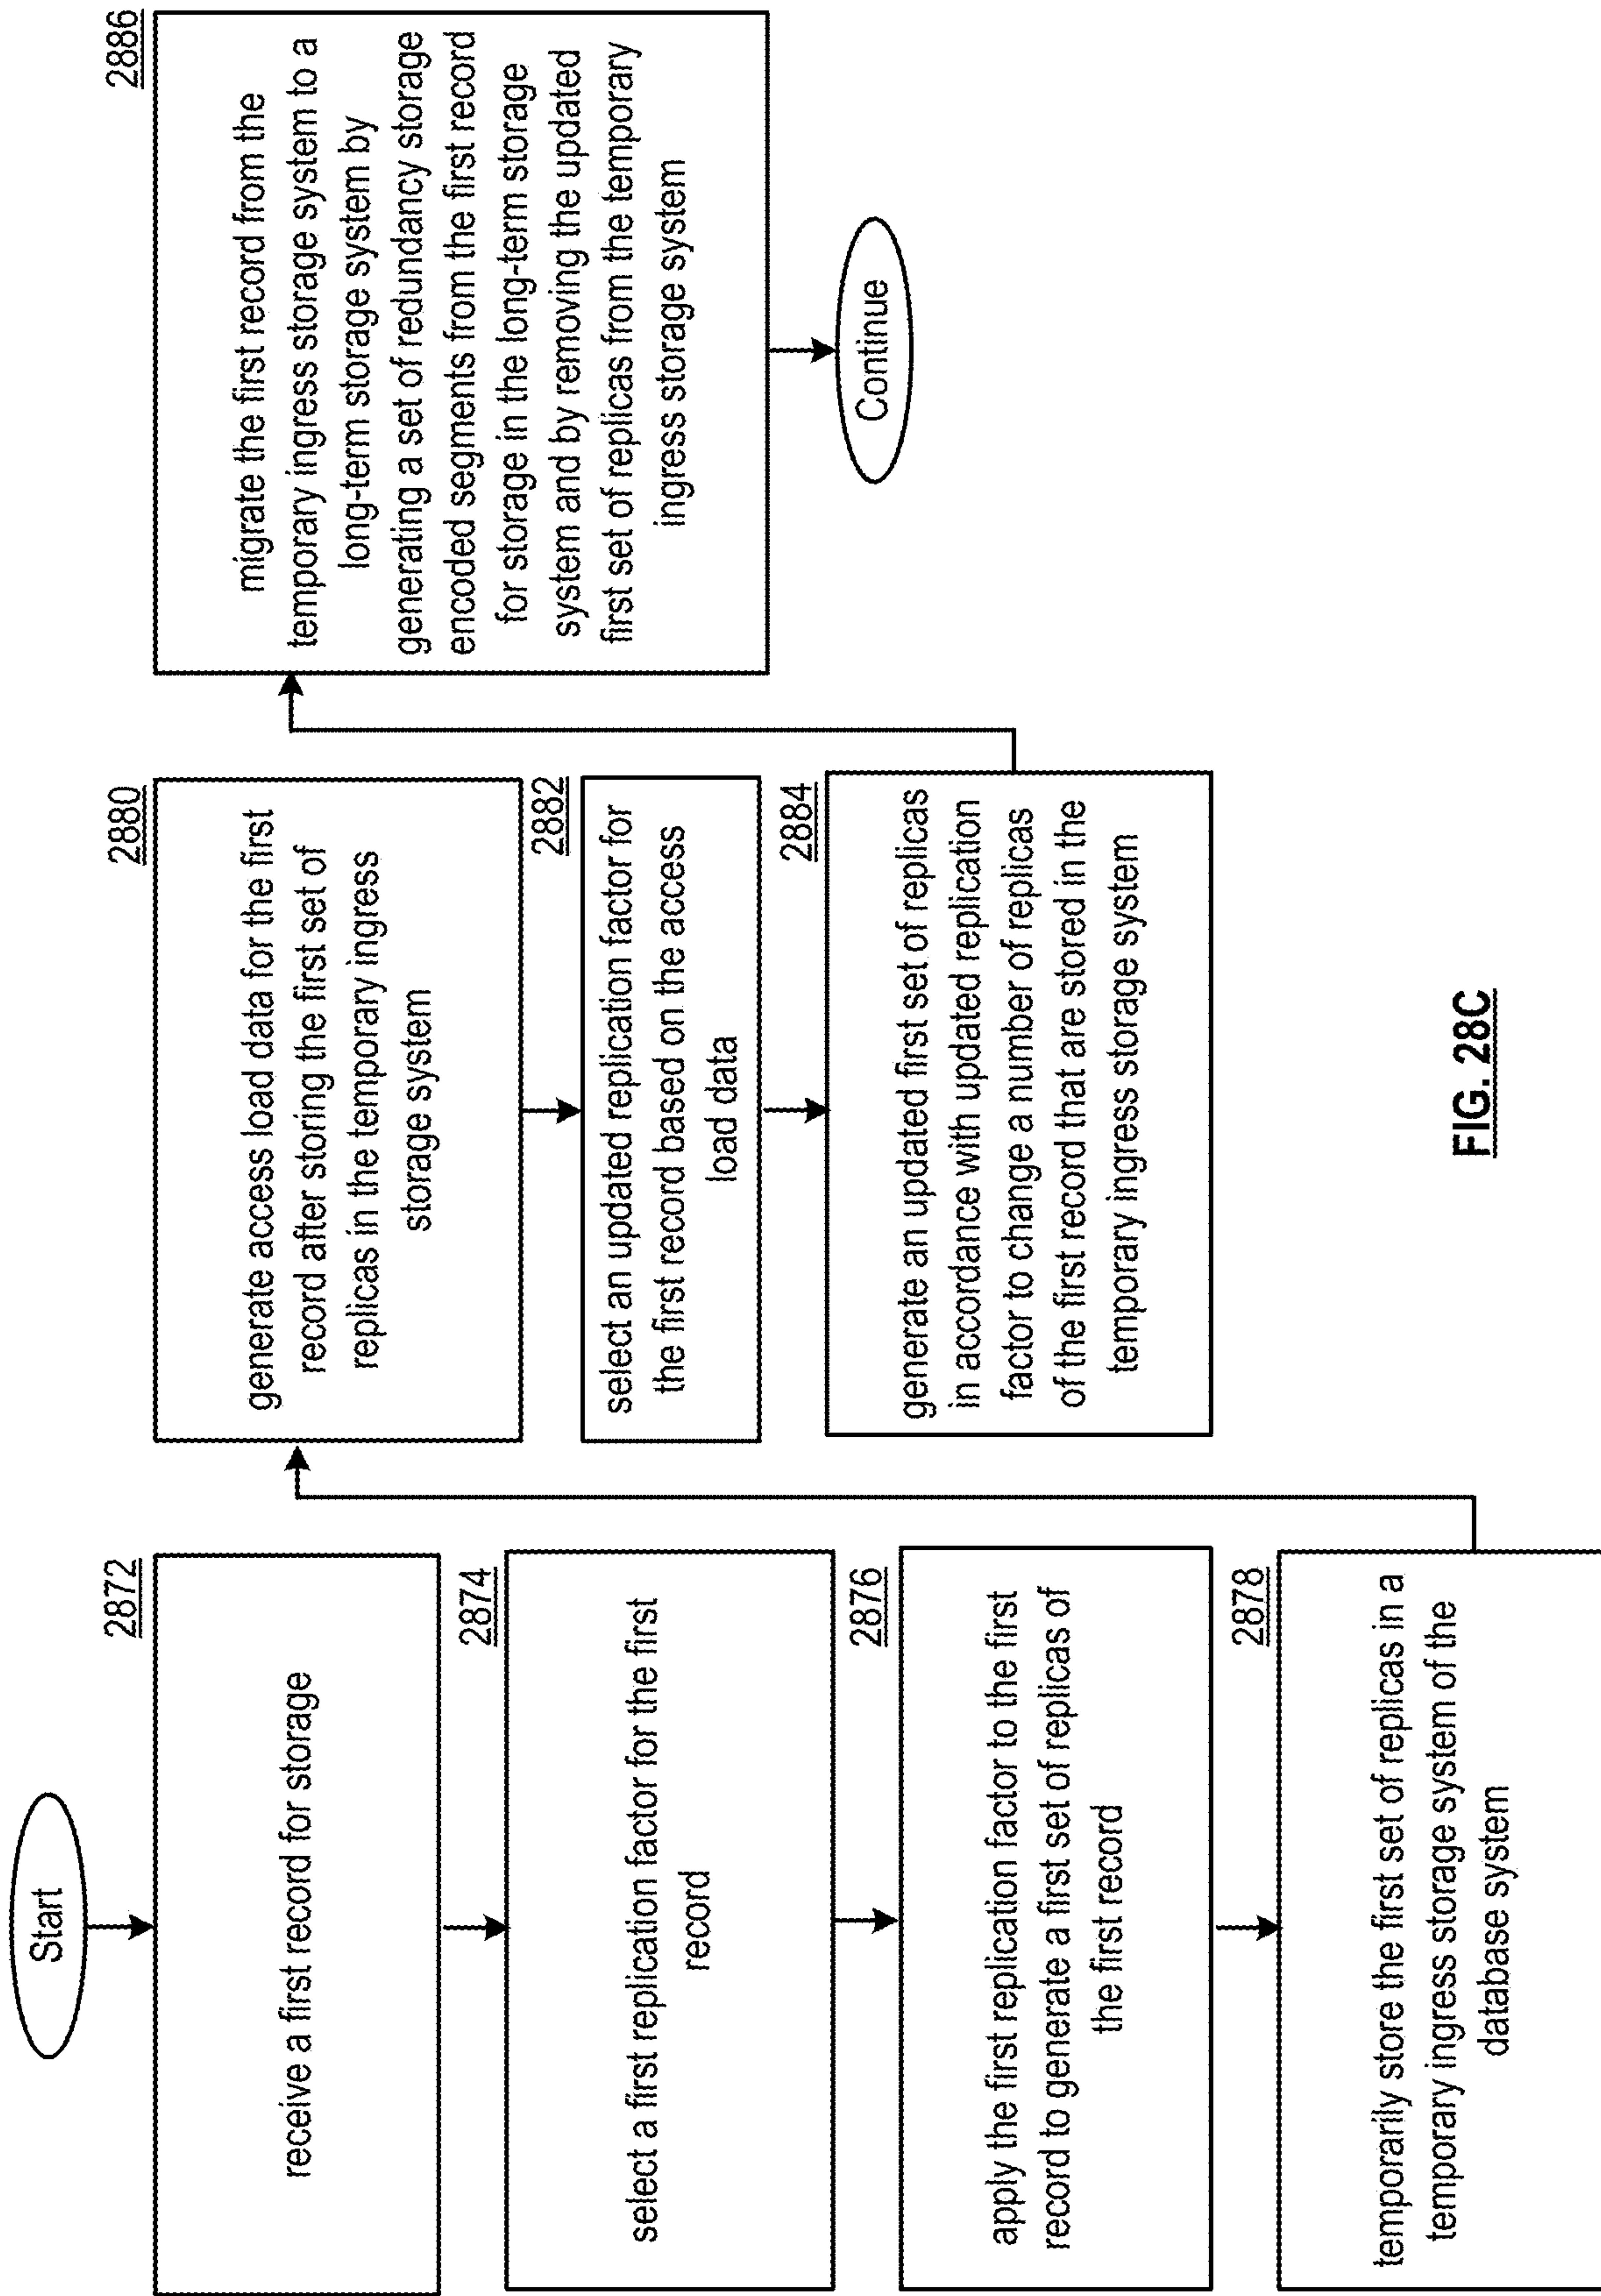 Start
2872
receive a first record for storage
2874
select a first replication factor for the first
record
2876
apply the first replication factor to the first
record to generate a first set of replicas of
the first record
2878
temporarily store the first set of replicas in a
temporary ingress storage system of the
database system
2880
generate access load data for the first
record after storing the first set of
replicas in the temporary ingress
storage system
2882
select an updated replication factor for
the first record based on the access
load data
2884
generate an updated first set of replicas
in accordance with updated replication
factor to change a number of replicas
of the first record that are stored in the
temporary ingress storage system
2886
migrate the first record from the
temporary ingress storage system to a
long-term storage system by
generating a set of redundancy storage
encoded segments from the first record
for storage in the long-term storage
system and by removing the updated
first set of replicas from the temporary
ingress storage system
Continue
FIG. 28C